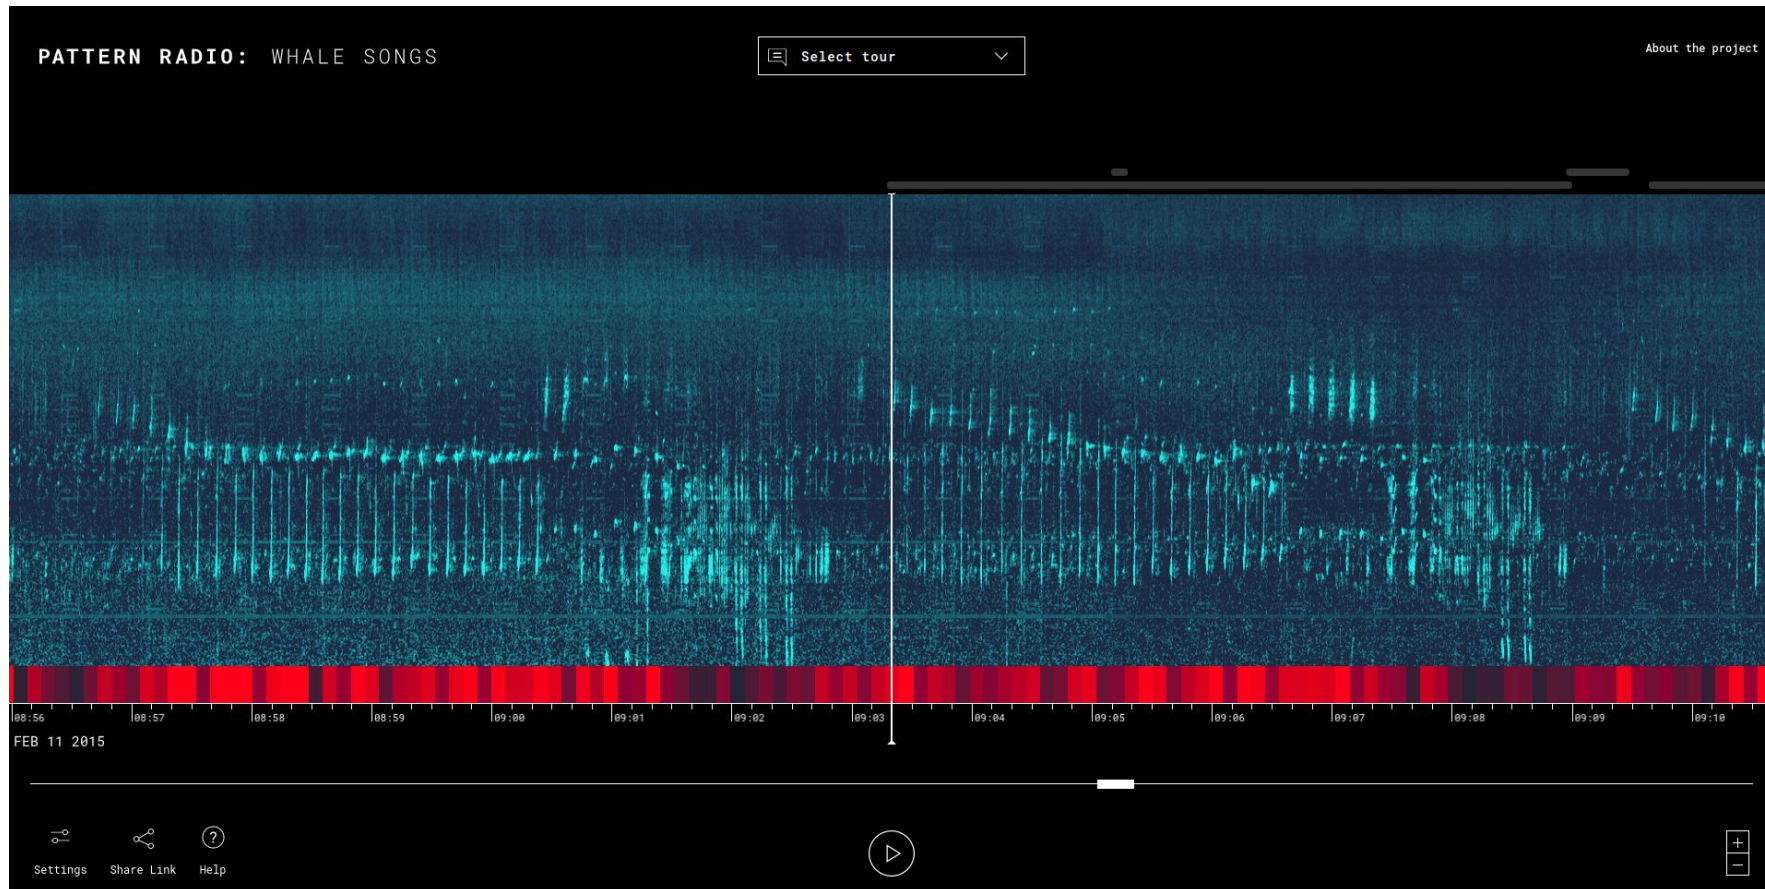 PATTERN RADIO: WHALE SONGS
Select tour
About the project
08:56 08:57 08:58 08:59 09:00 09:01 09:02 09:03 09:04 09:05 09:06 09:07 09:08 09:09 09:10
FEB 11 2015
Settings Share Link Help